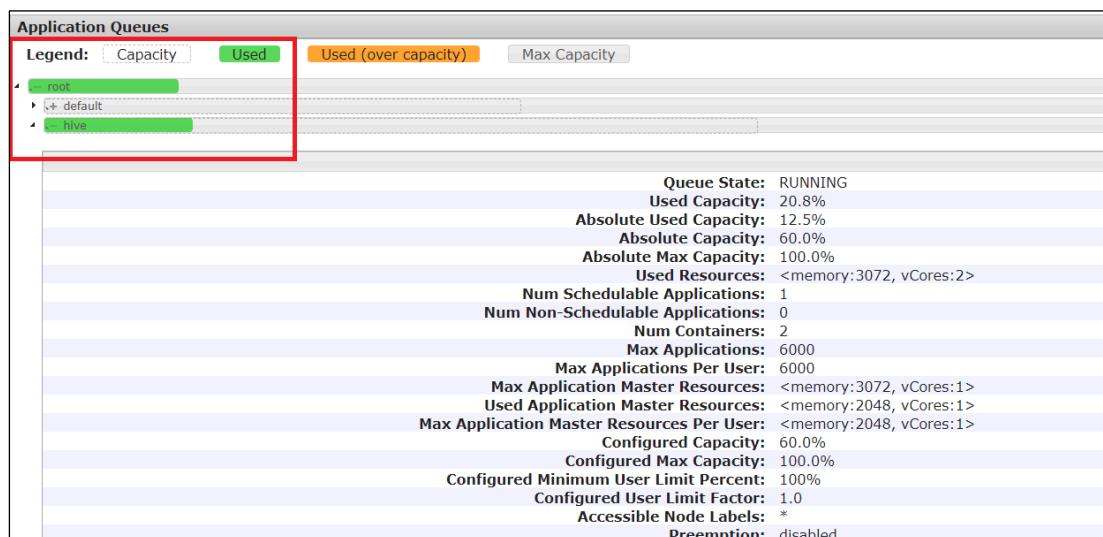 Application Queues
Legend: Capacity Used Used (over capacity) Max Capacity
root
+ default
hive
Queue State: RUNNING
Used Capacity: 20.8%
Absolute Used Capacity: 12.5%
Absolute Capacity: 60.0%
Absolute Max Capacity: 100.0%
Used Resources: <memory:3072, vCores:2>
Num Schedulable Applications: 1
Num Non-Schedulable Applications: 0
Num Containers: 2
Max Applications: 6000
Max Applications Per User: 6000
Max Application Master Resources: <memory:3072, vCores:1>
Used Application Master Resources: <memory:2048, vCores:1>
Max Application Master Resources Per User: <memory:2048, vCores:1>
Configured Capacity: 60.0%
Configured Max Capacity: 100.0%
Configured Minimum User Limit Percent: 100%
Configured User Limit Factor: 1.0
Accessible Node Labels: *
Preemption: disabled